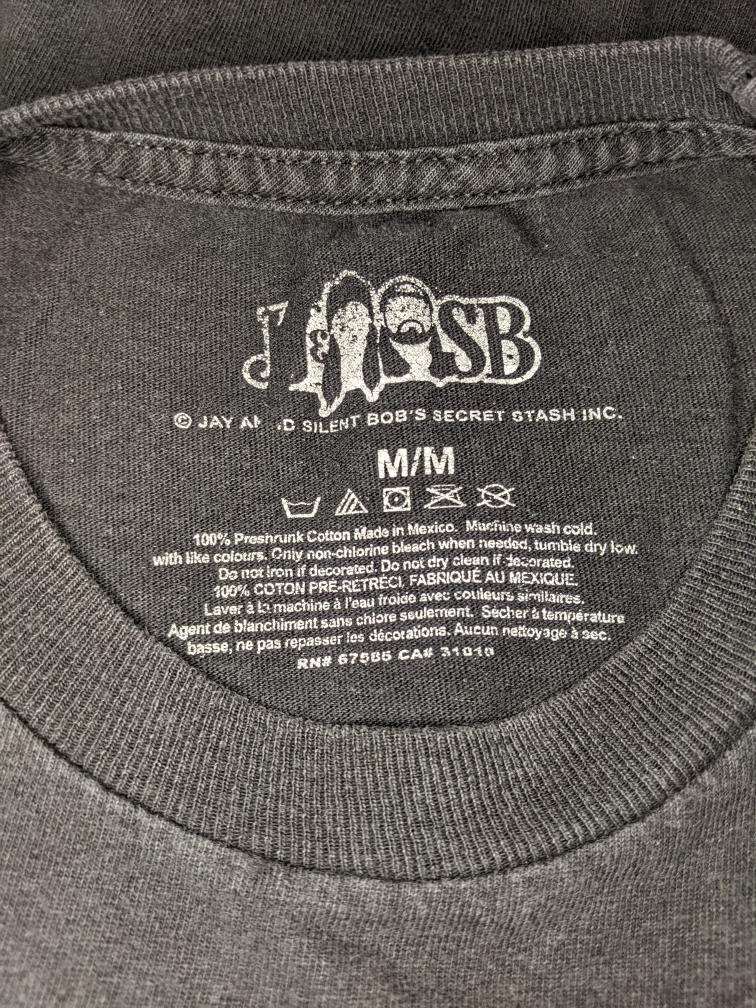 J&SB
© JAY AND SILENT BOB'S SECRET STASH INC.
M/M
100% Preshrunk Cotton Made in Mexico. Machine wash cold.
with like colours. Only non-chlorine bleach when needed, tumble dry low.
Do not iron if decorated. Do not dry clean if decorated.
100% COTON PRÉ-RÉTRÉCI, FABRIQUÉ AU MEXIQUE.
Laver à la machine à l'eau froide avec couleurs similaires.
Agent de blanchiment sans chlore seulement. Sécher à température
basse, ne pas repasser les décorations. Aucun nettoyage à sec.
RN# 67585 CA# 31010